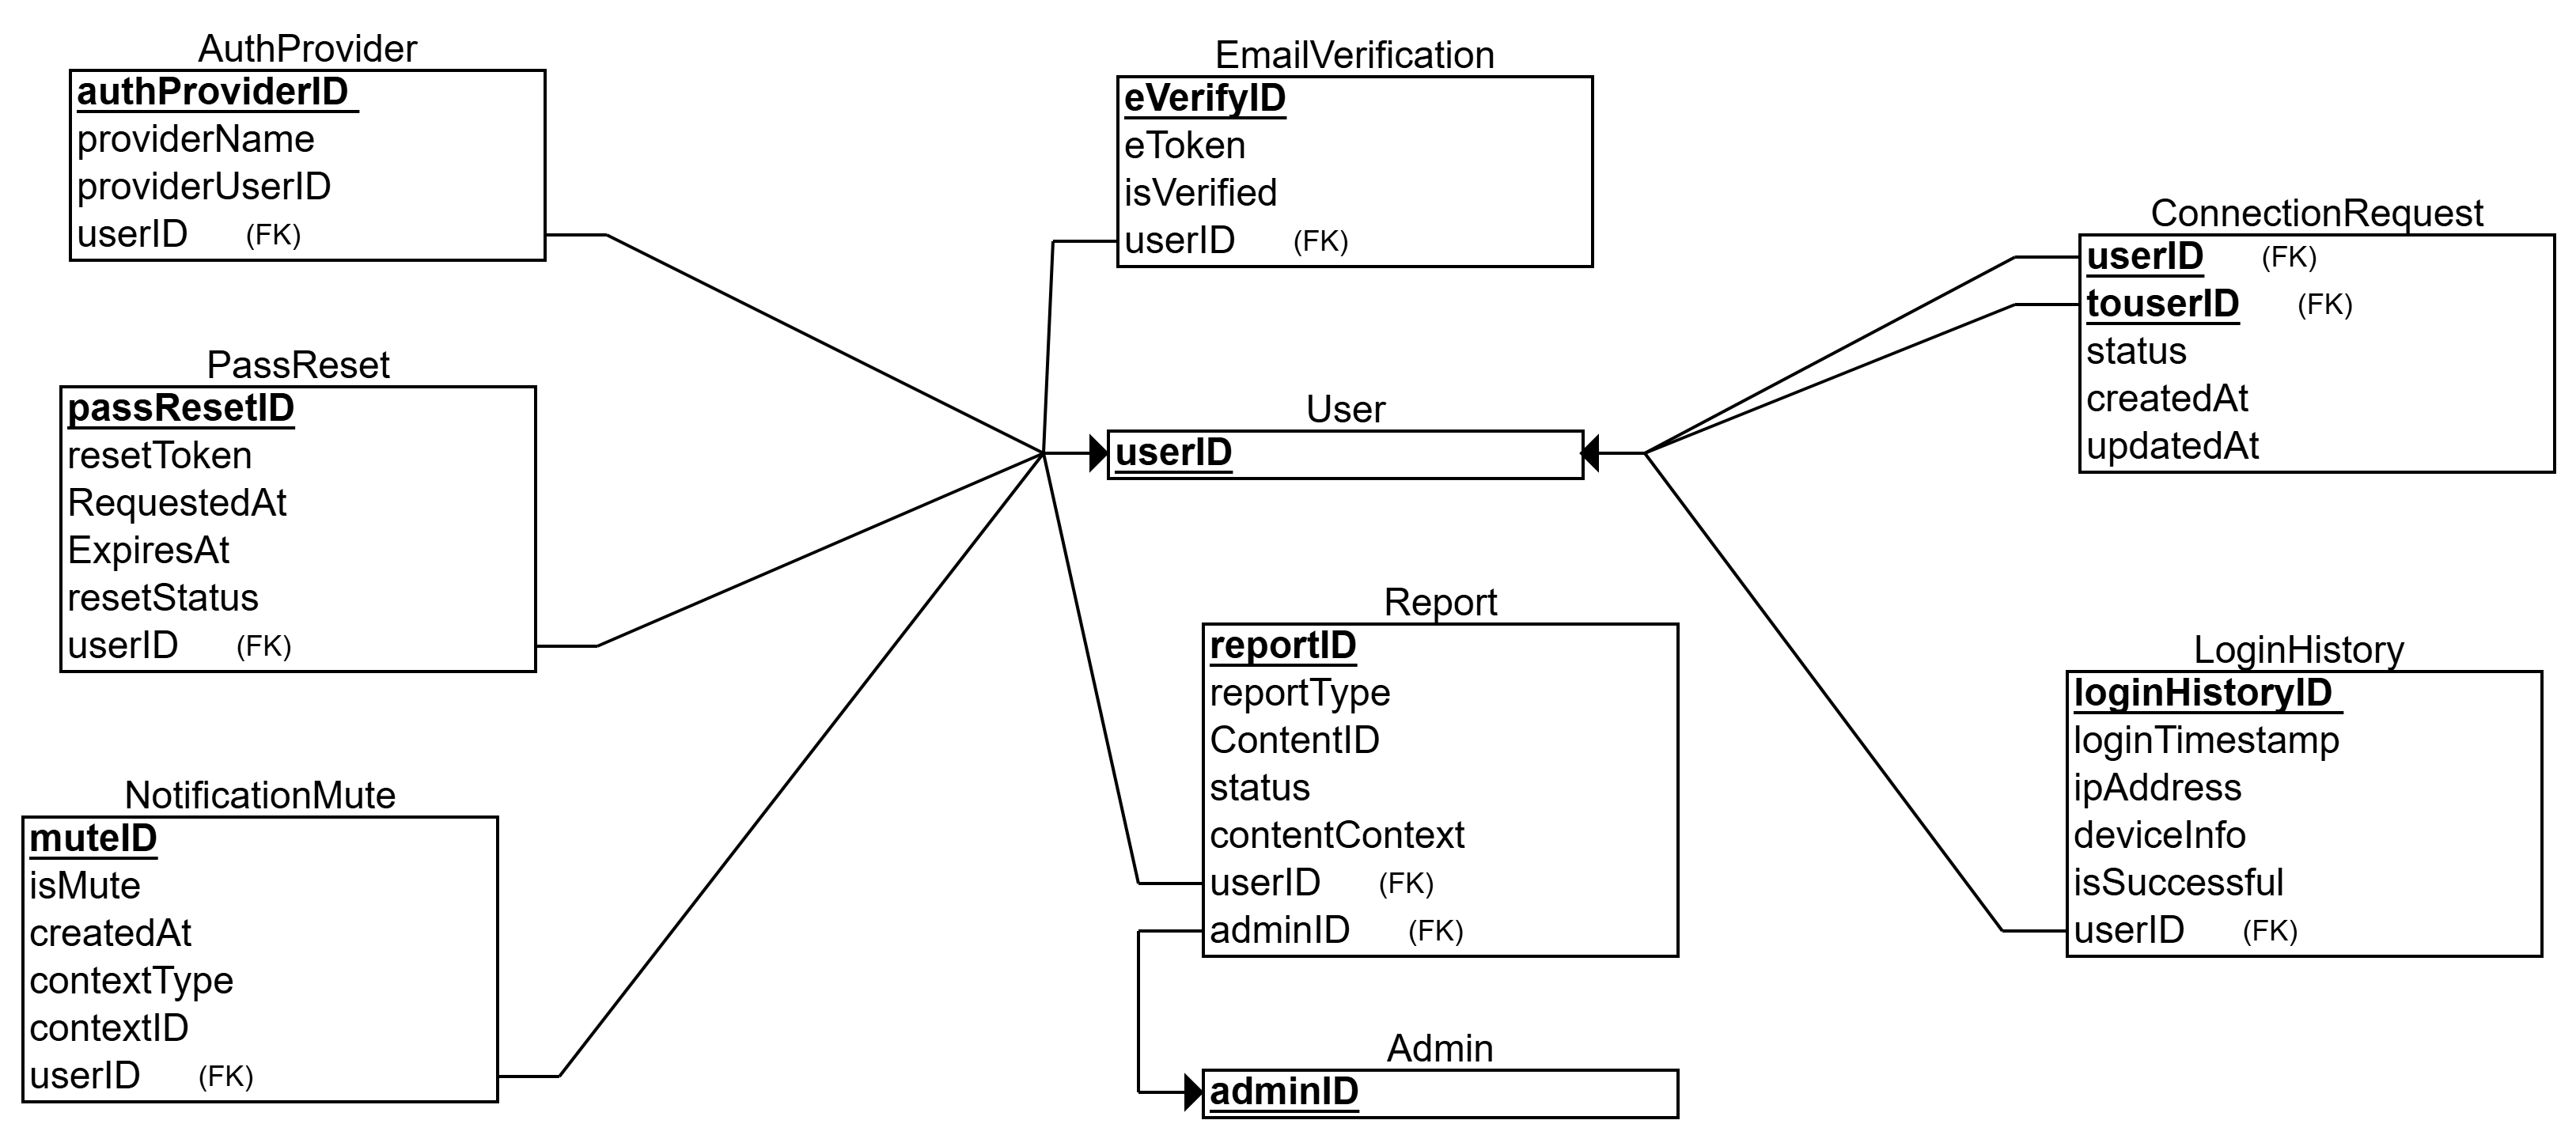 AuthProvider
authProviderID
providerName
providerUserID
userID (FK)
PassReset
passResetID
resetToken
RequestedAt
ExpiresAt
resetStatus
userID (FK)
NotificationMute
muteID
isMute
createdAt
contextType
contextID
userID (FK)
EmailVerification
eVerifyID
eToken
isVerified
userID (FK)
User
userID
Report
reportID
reportType
ContentID
status
contentContext
userID (FK)
adminID (FK)
Admin
adminID
ConnectionRequest
userID (FK)
touserID (FK)
status
createdAt
updatedAt
LoginHistory
loginHistoryID
loginTimestamp
ipAddress
deviceInfo
isSuccessful
userID (FK)